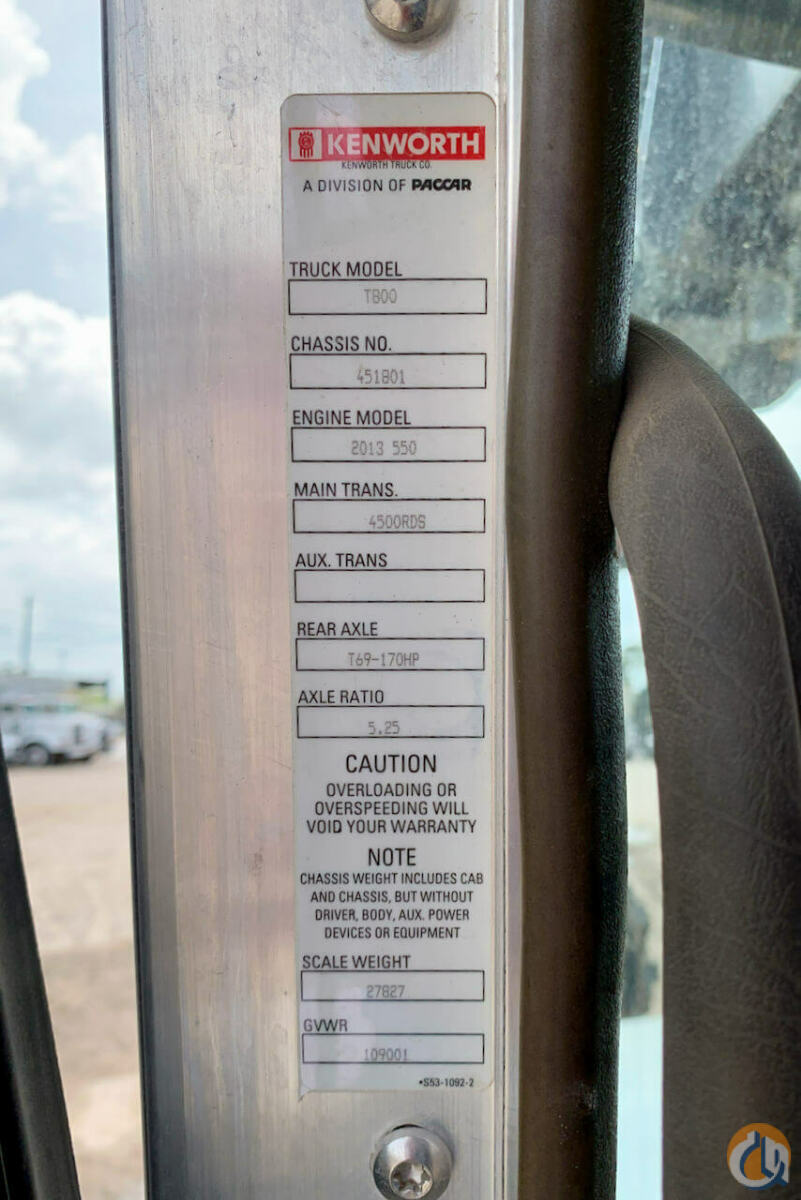 KENWORTH
KENWORTH TRUCK CO.
A DIVISION OF PACCAR
TRUCK MODEL
T800
CHASSIS NO.
451801
ENGINE MODEL
2013 550
MAIN TRANS.
4500RDS
AUX. TRANS
REAR AXLE
T69-170HP
AXLE RATIO
5.25
CAUTION
OVERLOADING OR
OVERSPEEDING WILL
VOID YOUR WARRANTY
NOTE
CHASSIS WEIGHT INCLUDES CAB
AND CHASSIS, BUT WITHOUT
DRIVER, BODY, AUX. POWER
DEVICES OR EQUIPMENT
SCALE WEIGHT
27827
GVWR
109001
•S53-1092-2